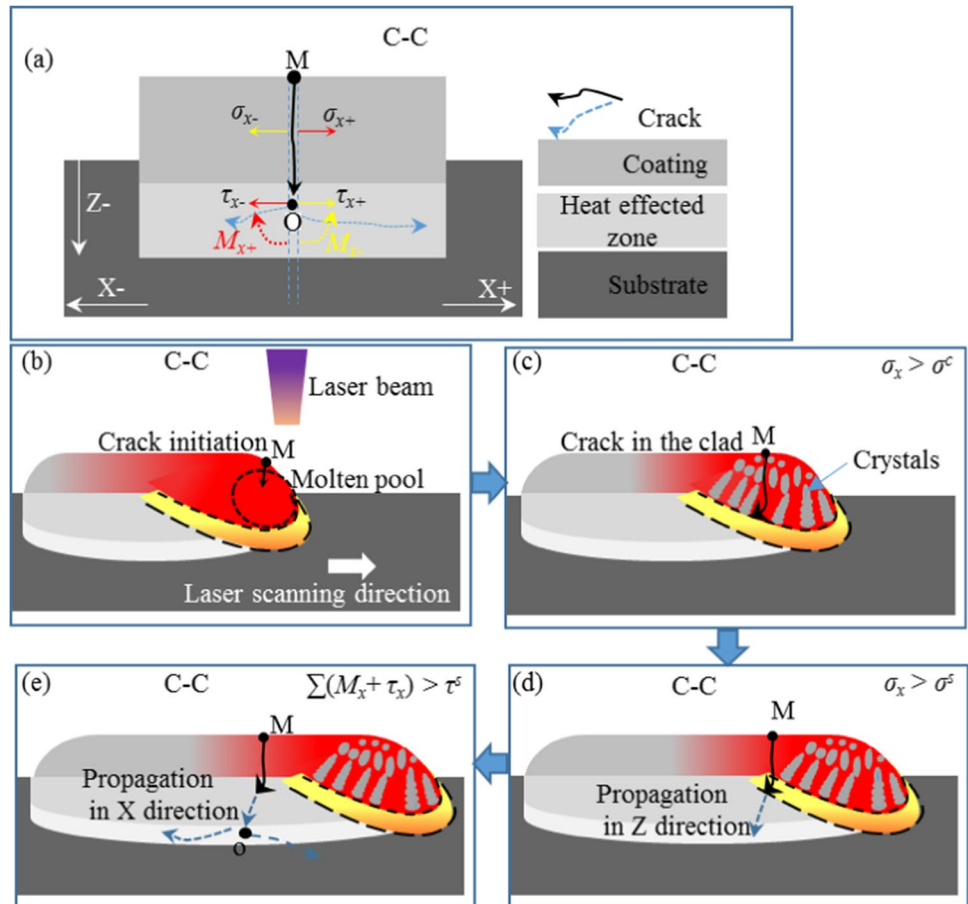 C-C
(a)
M
σx- σx+
Crack
Coating
Z-
τx- τx+
O
Heat effected
zone
Mx+ Mx-
X- X+
Substrate
(b) C-C
Laser beam
Crack initiation M
Molten pool
Laser scanning direction
(c) C-C σx > σc
Crack in the clad M
Crystals
(e) C-C ∑(Mx+ τx) > τs
M
Propagation
in X direction
o
(d) C-C σx > σs
M
Propagation
in Z direction